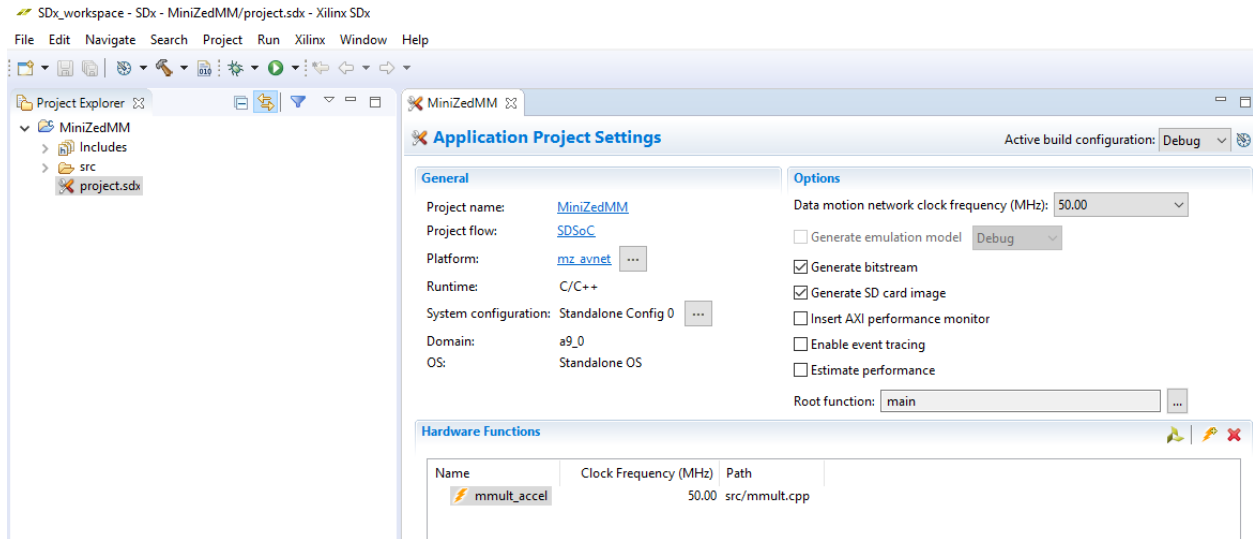 SDx_workspace - SDx - MiniZedMM/project.sdx - Xilinx SDx
File Edit Navigate Search Project Run Xilinx Window Help
010
Project Explorer
MiniZedMM
Includes
src
project.sdx
MiniZedMM
Application Project Settings
Active build configuration: Debug
General
Project name: MiniZedMM
Project flow: SDSoC
Platform: mz_avnet ...
Runtime: C/C++
System configuration: Standalone Config 0 ...
Domain: a9_0
OS: Standalone OS
Options
Data motion network clock frequency (MHz): 50.00
Generate emulation model Debug
Generate bitstream
Generate SD card image
Insert AXI performance monitor
Enable event tracing
Estimate performance
Root function: main ...
Hardware Functions
Name Clock Frequency (MHz) Path
mmult_accel 50.00 src/mmult.cpp